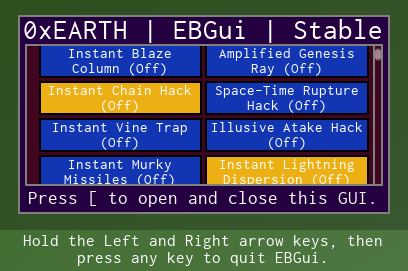 0xEARTH | EBGui | Stable
Instant Blaze
Column (Off)
Amplified Genesis
Ray (Off)
Instant Chain Hack
(Off)
Space-Time Rupture
Hack (Off)
Instant Vine Trap
(Off)
Illusive Atake Hack
(Off)
Instant Murky
Missiles (Off)
Instant Lightning
Dispersion (Off)
Press [ to open and close this GUI.
Hold the Left and Right arrow keys, then
press any key to quit EBGui.